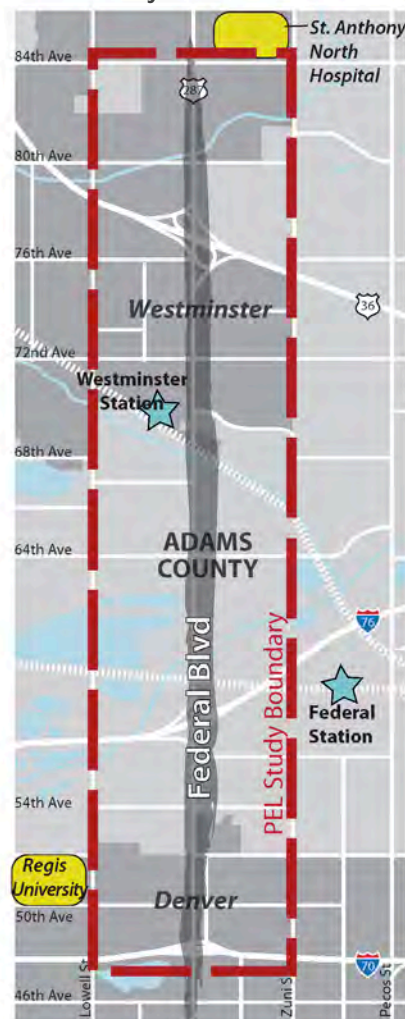 St. Anthony
North
Hospital
84th Ave
287
80th Ave
76th Ave
36
Westminster
72nd Ave
Westminster
Station
68th Ave
ADAMS
COUNTY
64th Ave
76
Federal Blvd
PEL Study Boundary
Federal
Station
54th Ave
Regis
University
Denver
50th Ave
70
46th Ave
Lowell St
Zuni S
Pecos St